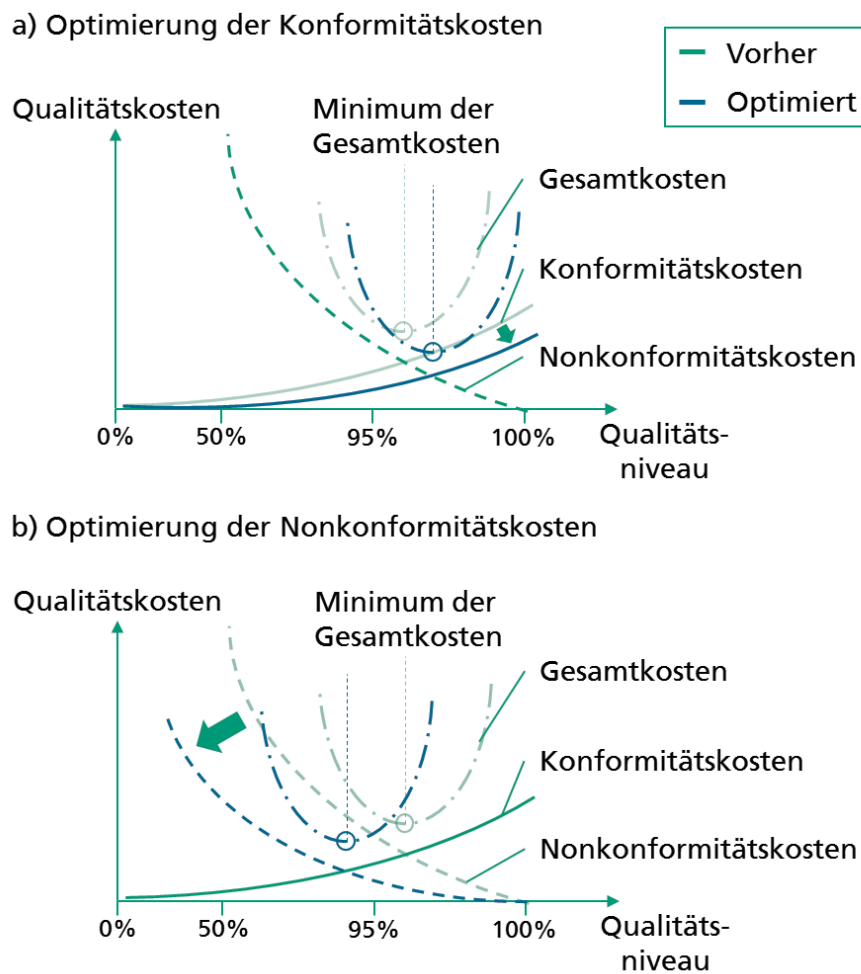 a) Optimierung der Konformitätskosten
Vorher
Optimiert
Qualitätskosten
Minimum der
Gesamtkosten
Gesamtkosten
Konformitätskosten
Nonkonformitätskosten
0%
50%
95%
100%
Qualitäts-
niveau
b) Optimierung der Nonkonformitätskosten
Qualitätskosten
Minimum der
Gesamtkosten
Gesamtkosten
Konformitätskosten
Nonkonformitätskosten
0%
50%
95%
100%
Qualitäts-
niveau